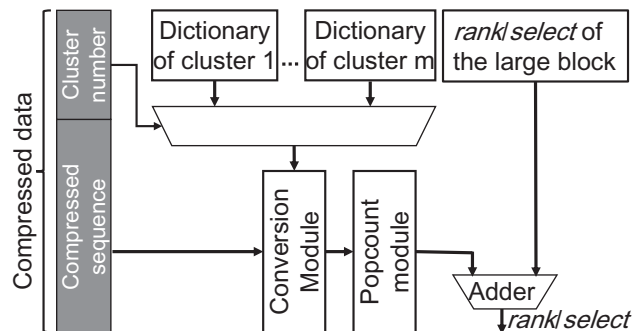 Compressed data
Cluster
number
Compressed
sequence
Dictionary
of cluster 1
...
Dictionary
of cluster m
rank/select of
the large block
Conversion
Module
Popcount
module
Adder
rank/select